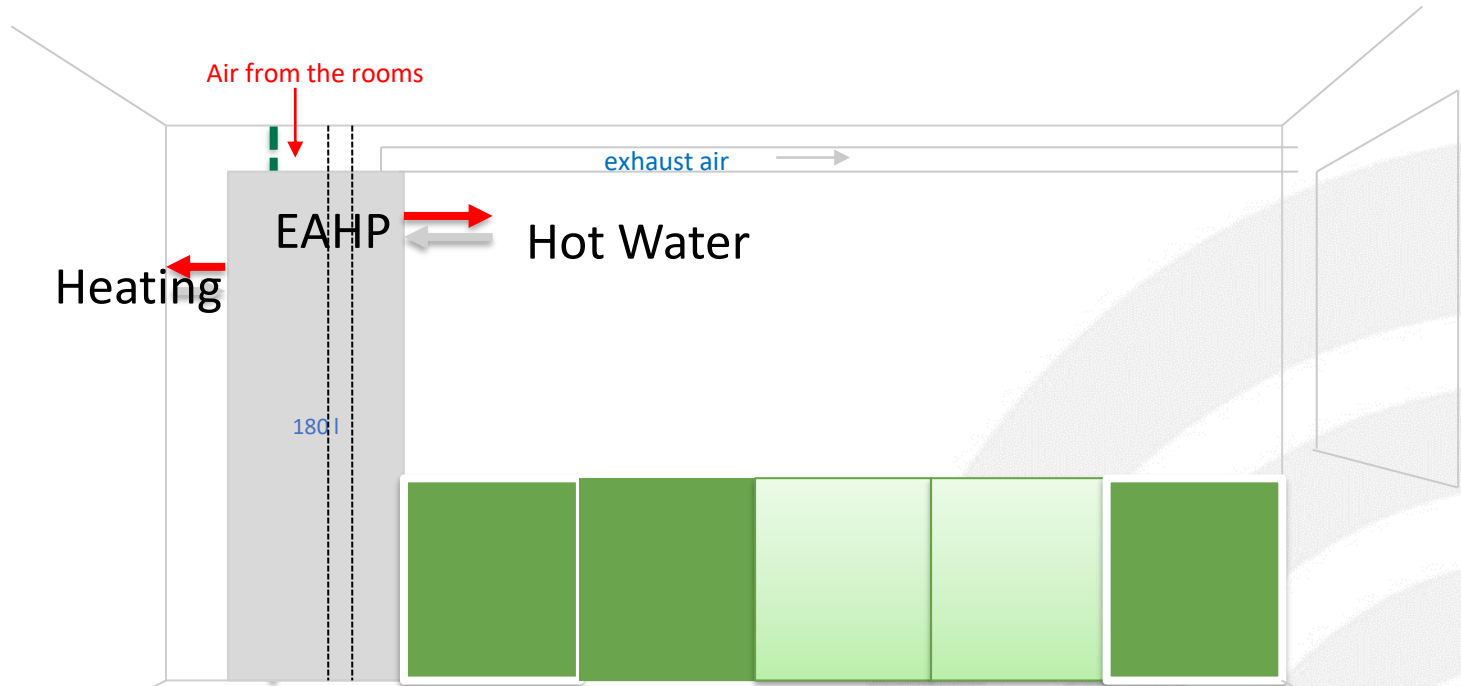 Air from the rooms
exhaust air
EAHP
Hot Water
Heating
180 l